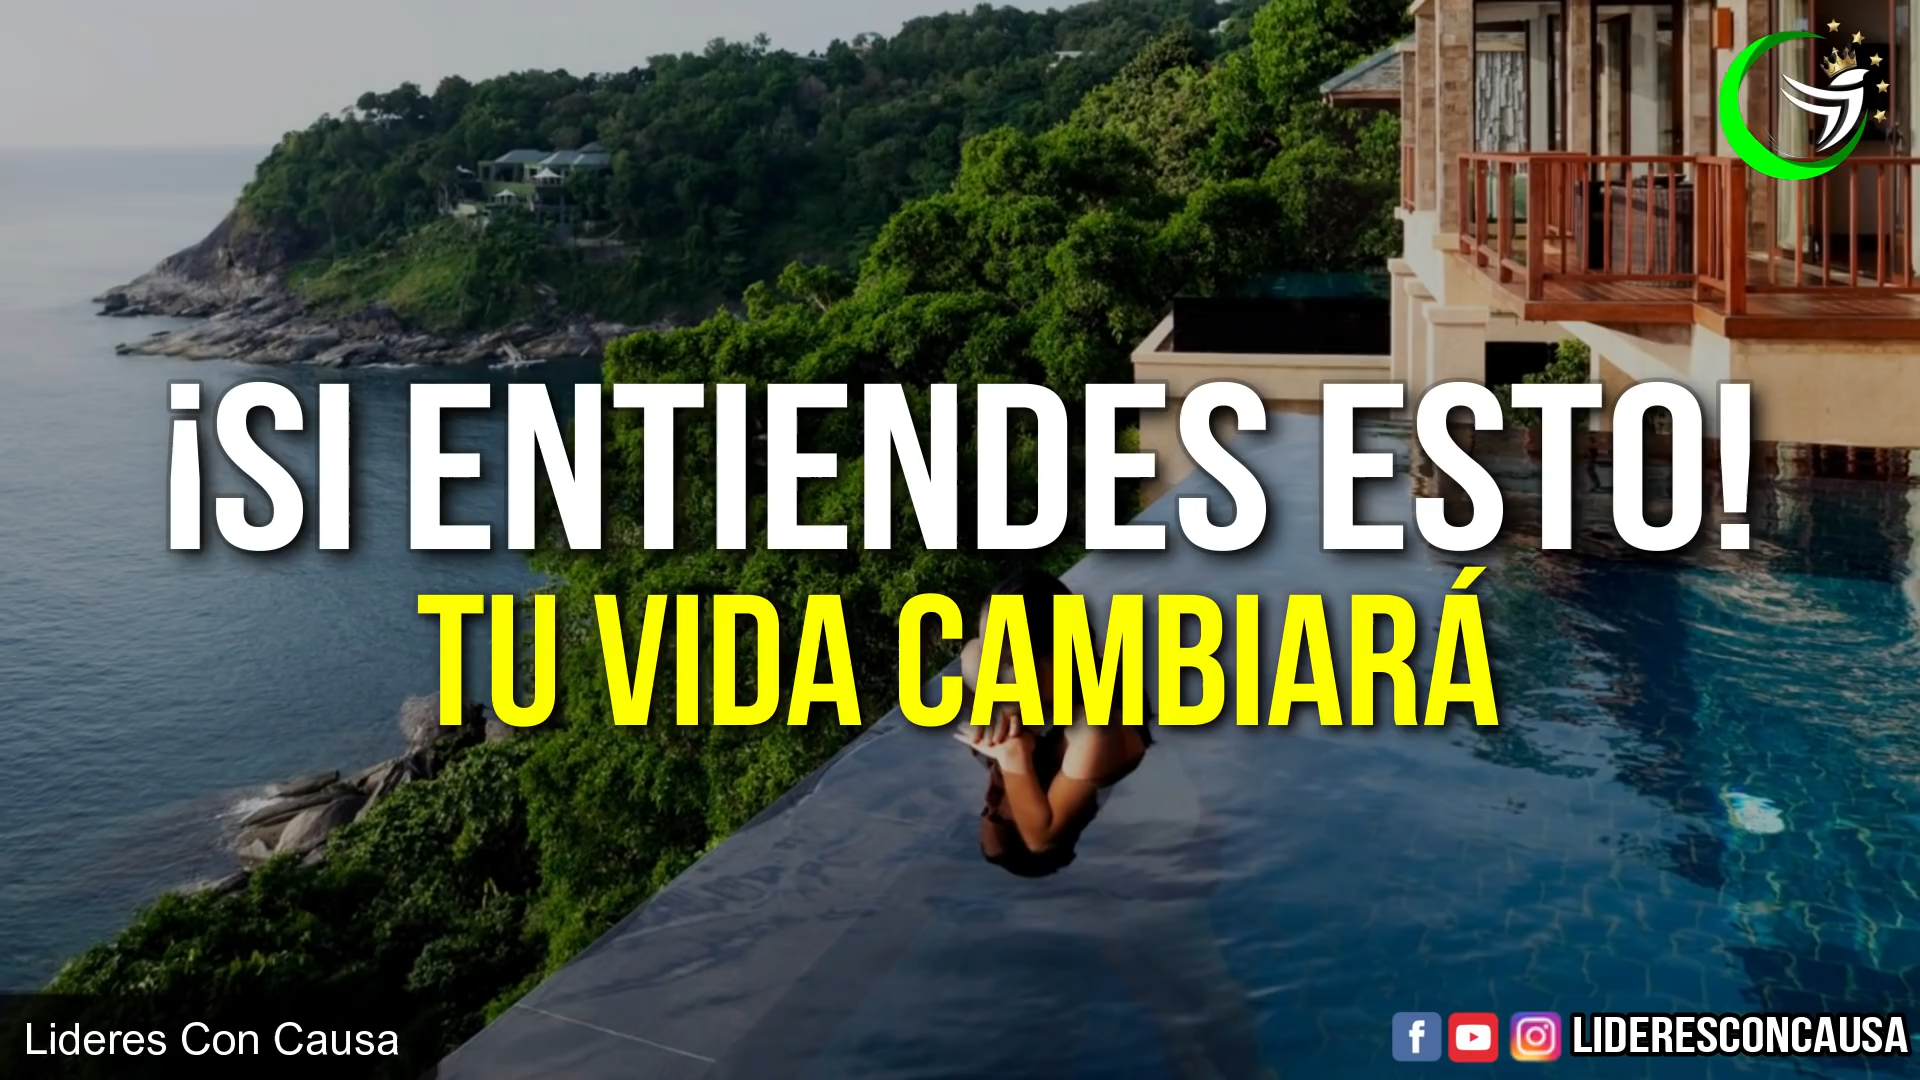 ¡SI ENTIENDES ESTO!
TU VIDA CAMBIARÁ
Lideres Con Causa
LIDERESCONCAUSA